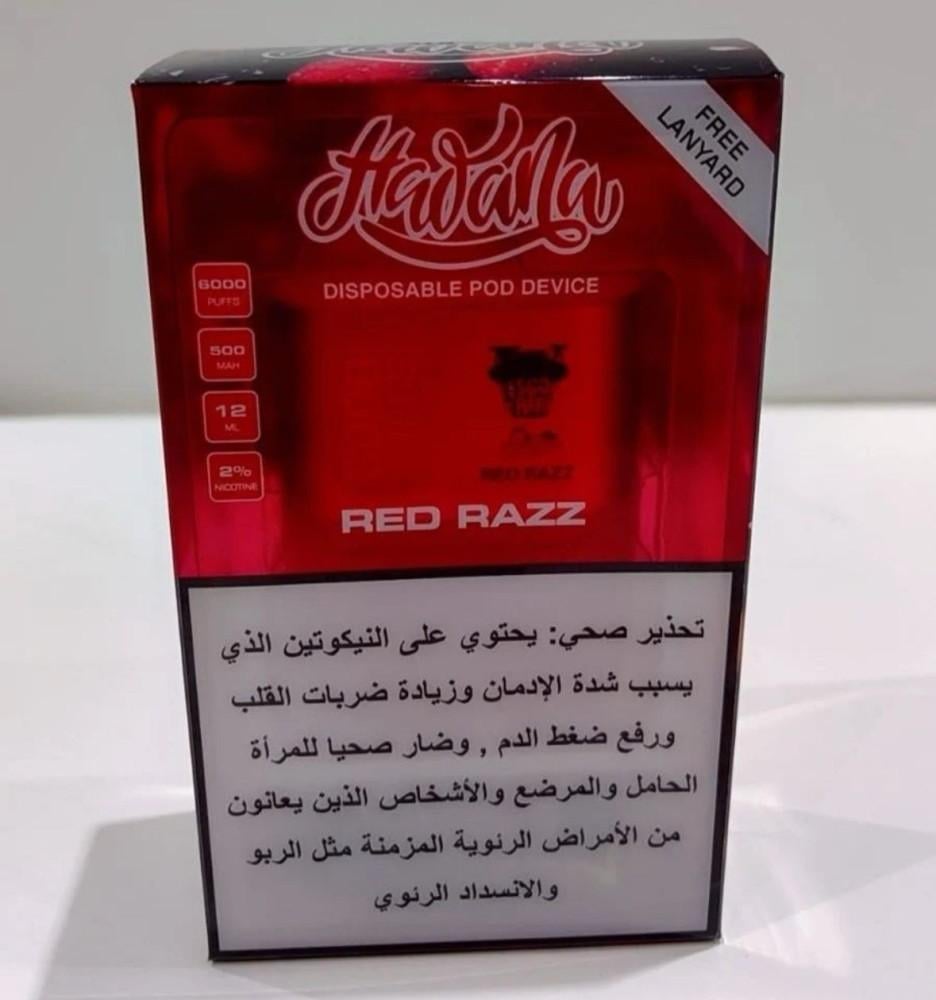 FREE
LANYARD
Havana
DISPOSABLE POD DEVICE
6000
PUFFS
500
MAH
12
ML
2%
NICOTINE
RED RAZZ
RED RAZZ
تحذير صحي: يحتوي على النيكوتين الذي
يسبب شدة الإدمان وزيادة ضربات القلب
ورفع ضغط الدم , وضار صحيا للمرأة
الحامل والمرضع والأشخاص الذين يعانون
من الأمراض الرئوية المزمنة مثل الربو
والانسداد الرئوي